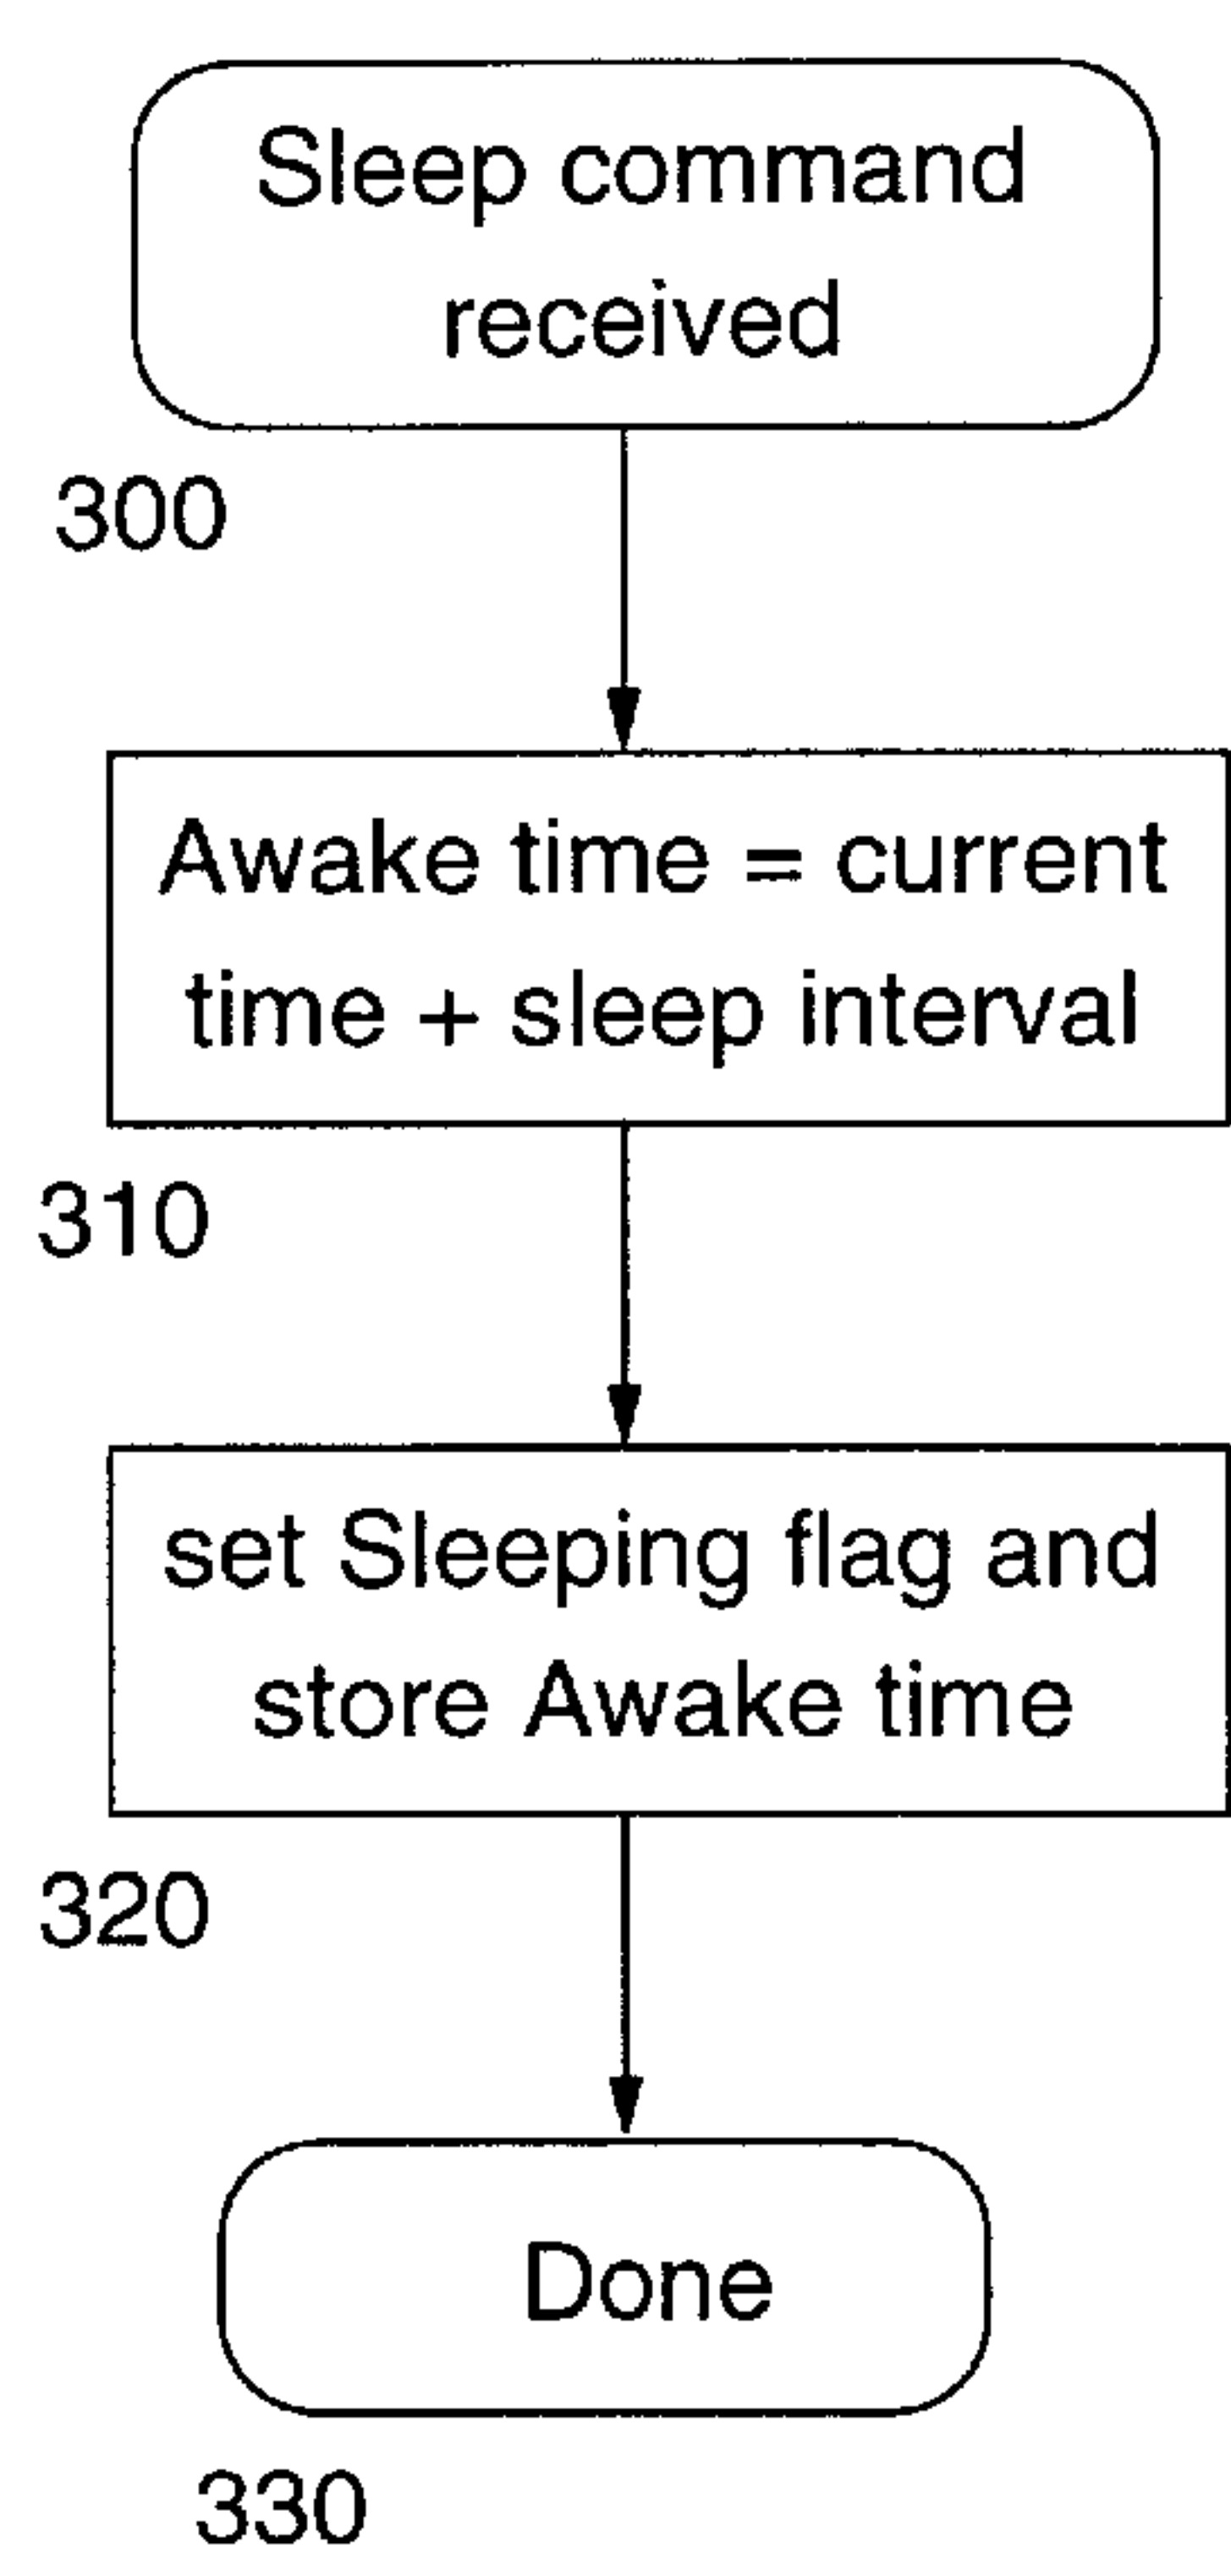 Sleep command
received
300
Awake time = current
time + sleep interval
310
set Sleeping flag and
store Awake time
320
Done
330